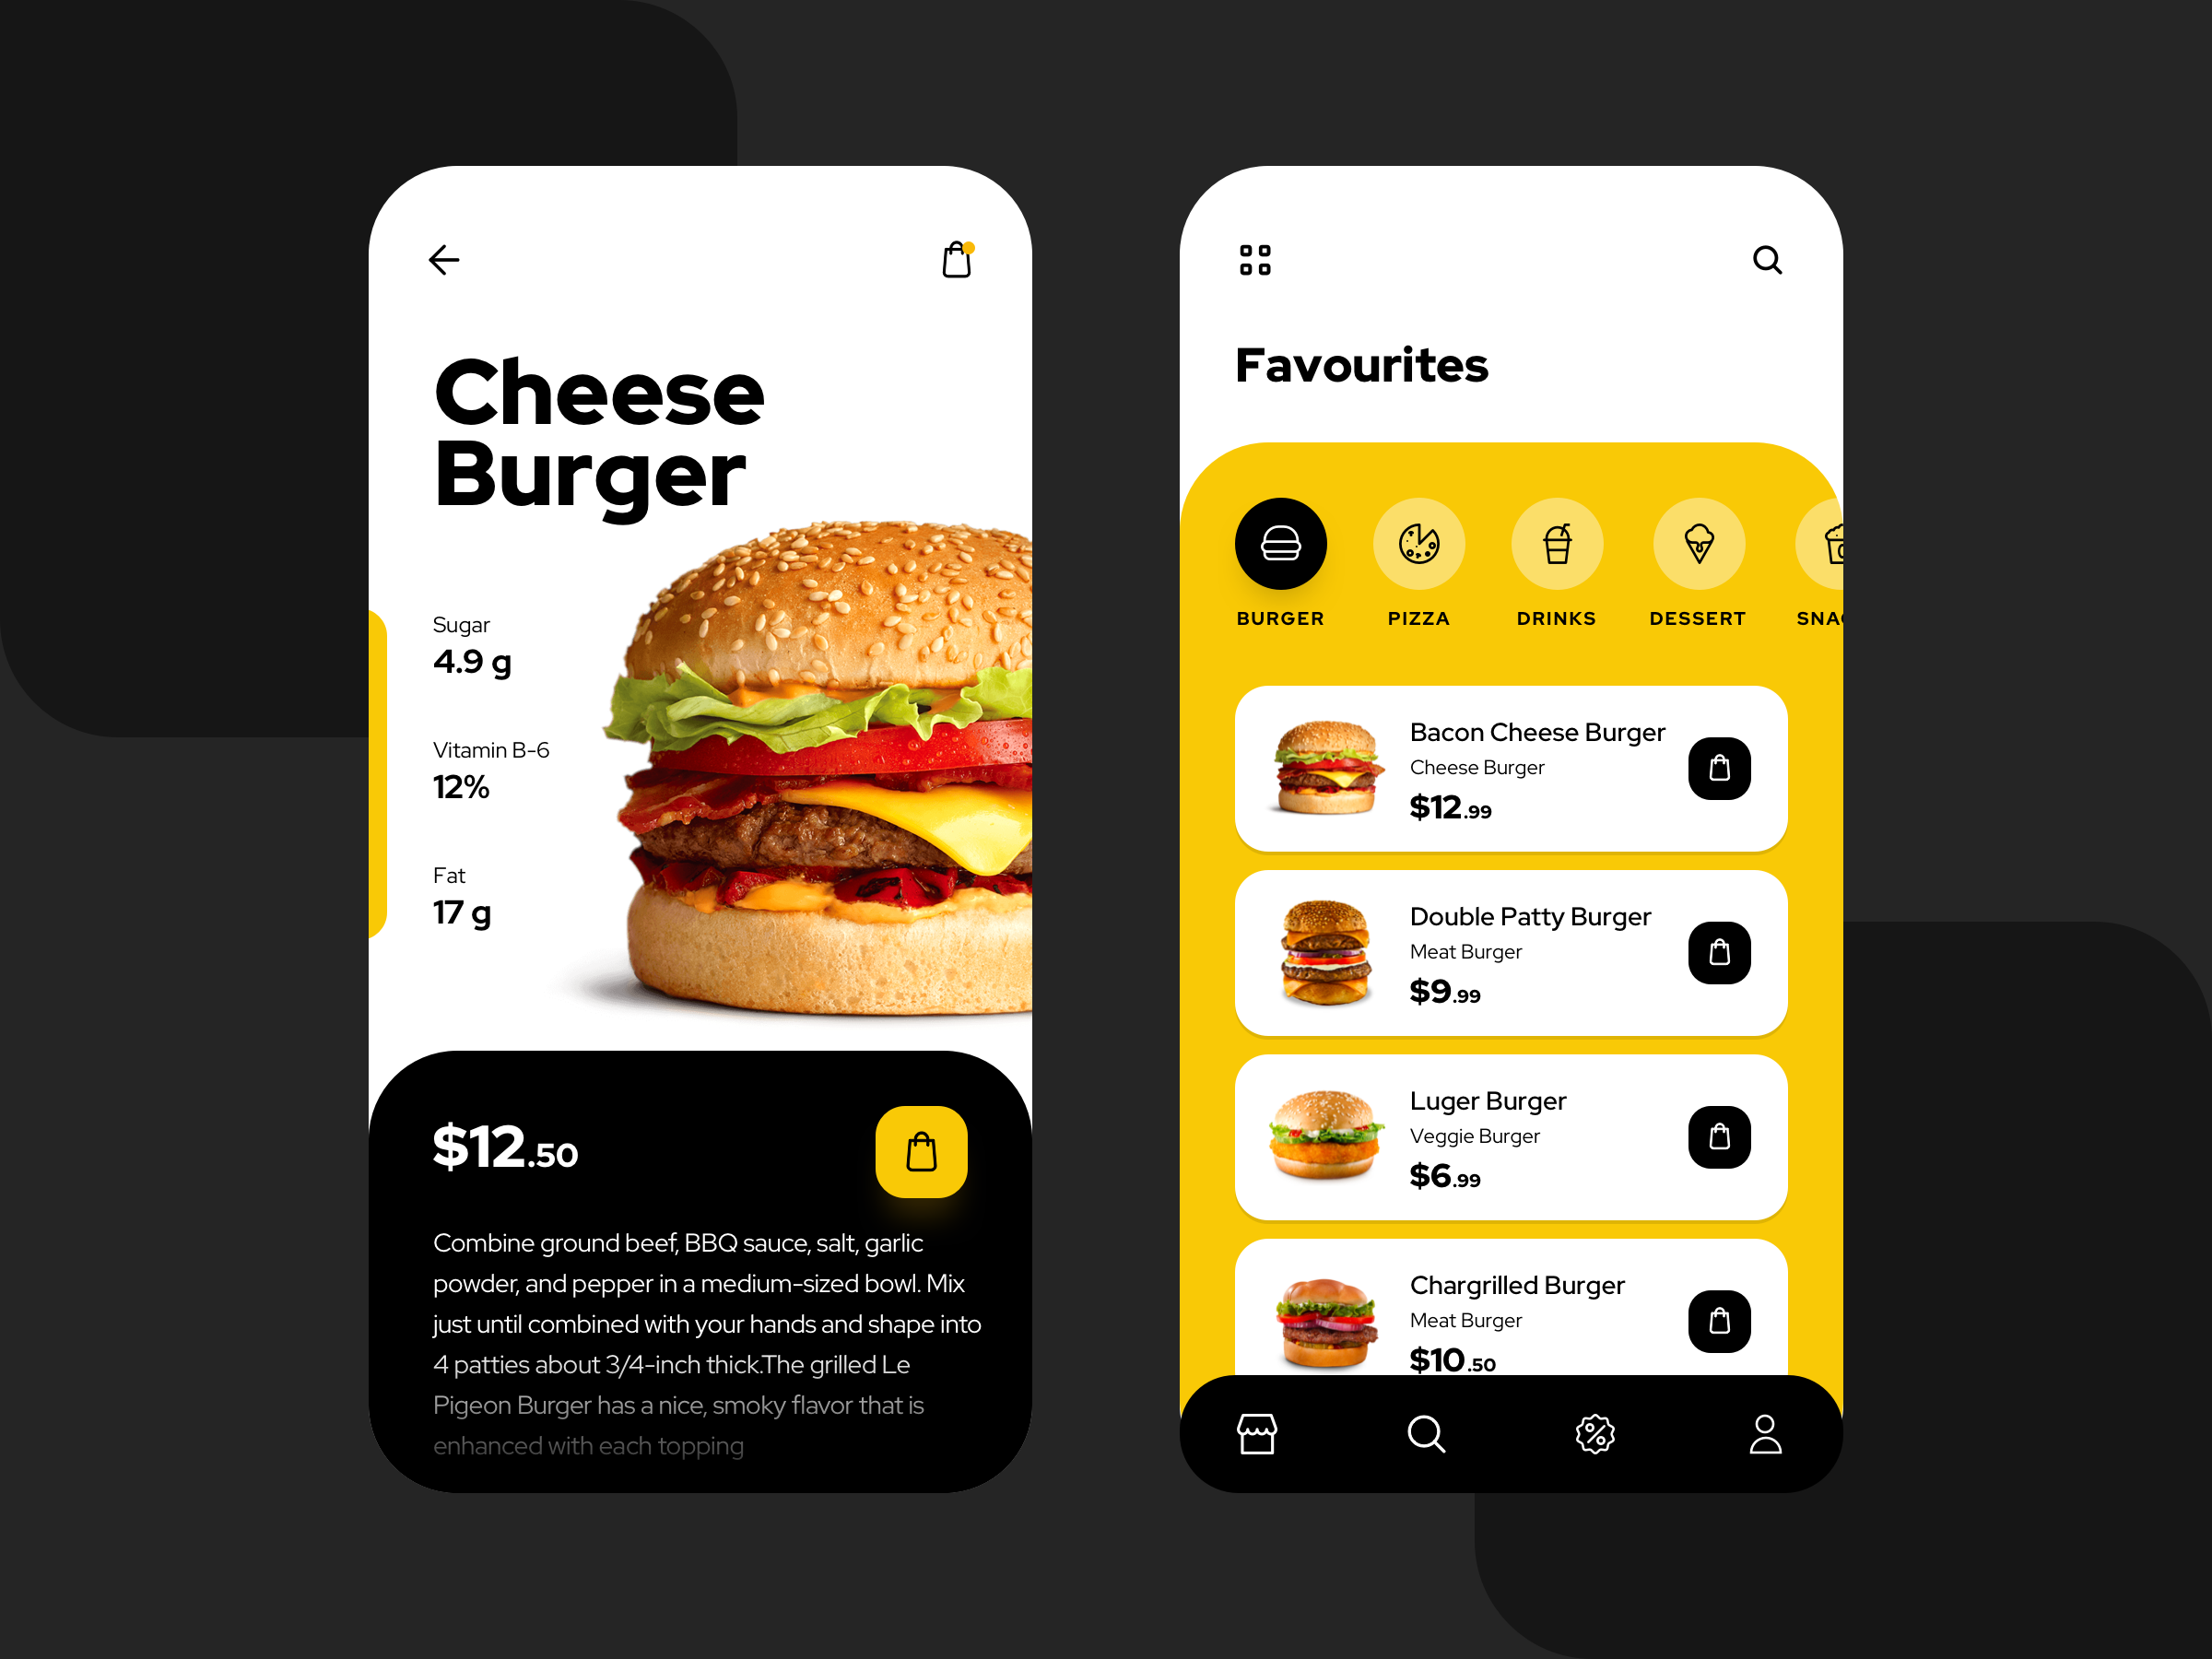 Cheese
Burger
Sugar
4.9 g
Vitamin B-6
12%
Fat
17 g
$12.50
Combine ground beef, BBQ sauce, salt, garlic
powder, and pepper in a medium-sized bowl. Mix
just until combined with your hands and shape into
4 patties about 3/4-inch thick.The grilled Le
Pigeon Burger has a nice, smoky flavor that is
enhanced with each topping
Favourites
BURGER PIZZA DRINKS DESSERT SNAC
Bacon Cheese Burger
Cheese Burger
$12.99
Double Patty Burger
Meat Burger
$9.99
Luger Burger
Veggie Burger
$6.99
Chargrilled Burger
Meat Burger
$10.50